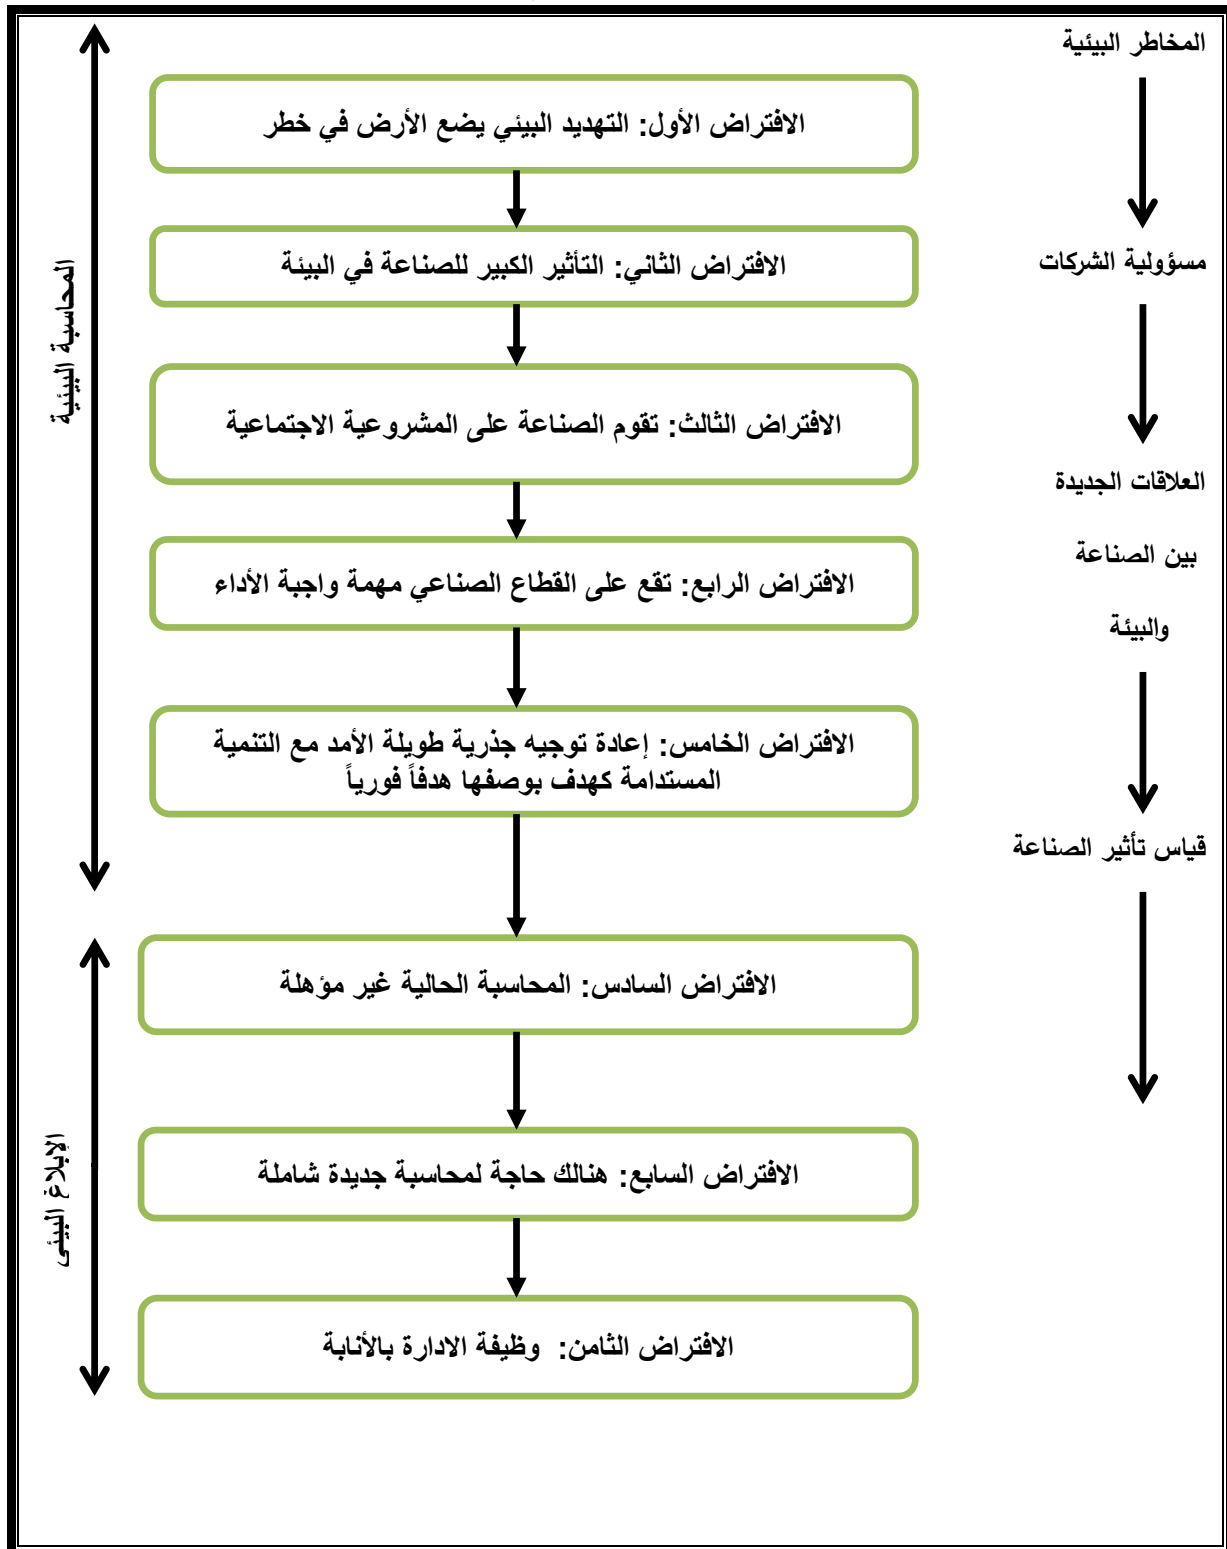 المخاطر البيئية
الافتراض الأول: التهديد البيئي يضع الأرض في خطر
مسؤولية الشركات
الافتراض الثاني: التأثير الكبير للصناعة في البيئة
المحاسبة البيئية
الافتراض الثالث: تقوم الصناعة على المشروعية الاجتماعية
العلاقات الجديدة
بين الصناعة
والبيئة
الافتراض الرابع: تقع على القطاع الصناعي مهمة واجبة الأداء
الافتراض الخامس: إعادة توجيه جذرية طويلة الأمد مع التنمية
المستدامة كهدف بوصفها هدفاً فورياً
قياس تأثير الصناعة
الافتراض السادس: المحاسبة الحالية غير مؤهلة
الافتراض السابع: هنالك حاجة لمحاسبة جديدة شاملة
الإبلاغ البيئي
الافتراض الثامن: وظيفة الادارة بالأنابة